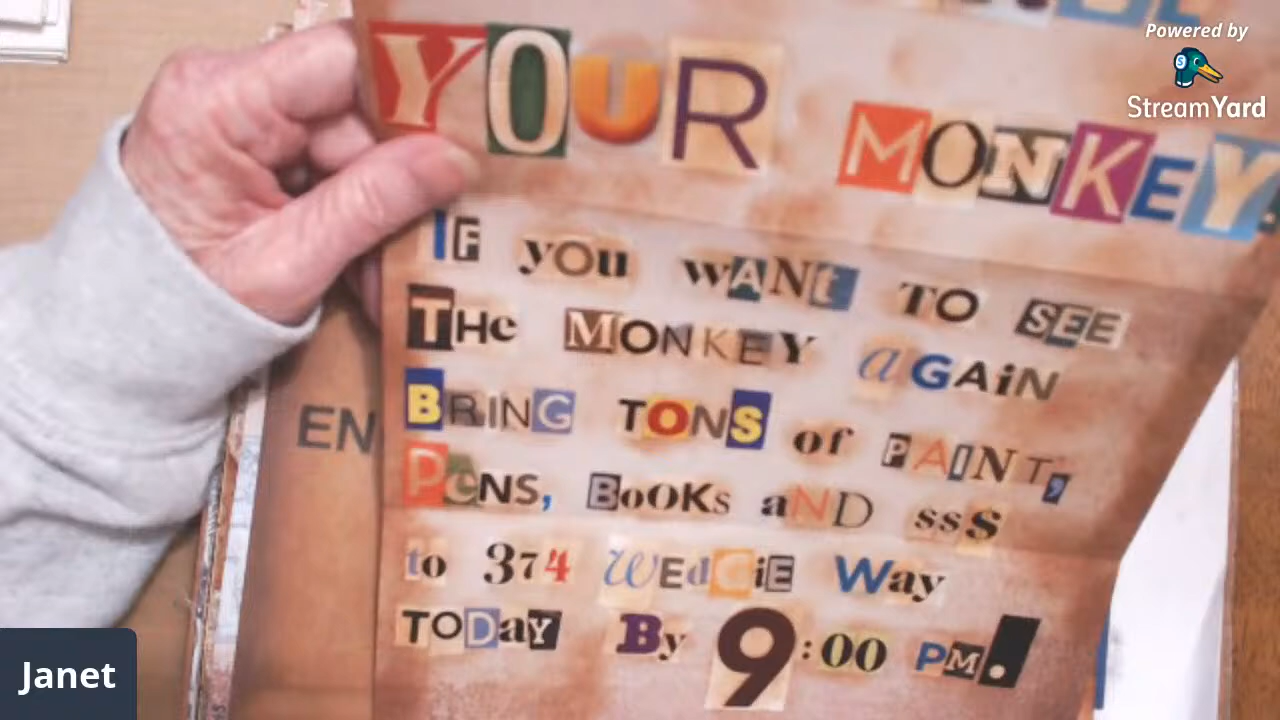 Powered by
StreamYard
YOUR MONKEY.
IF you wANt TO SEE
THe MONKEY aGAiN
BRING TONS of PAINT,
PeNS, BoOKs aND ssS
to 374 WEdGiE Way
TODaY By 9:00 PM!
EN
Janet